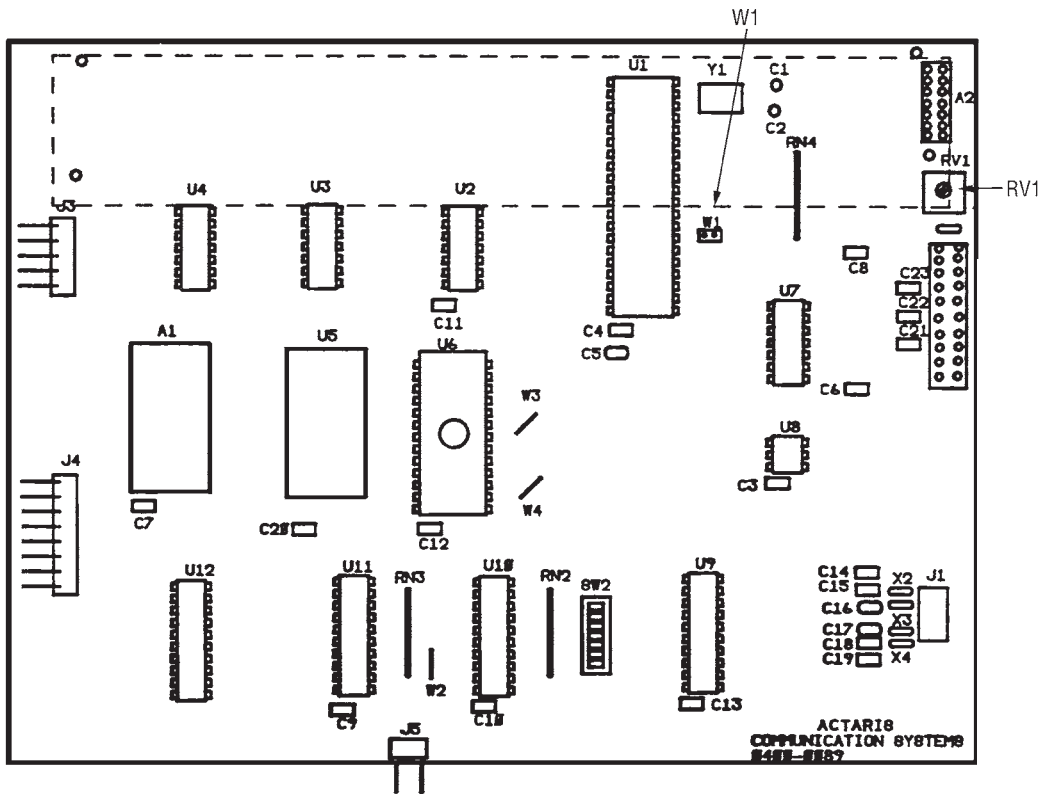 W1
U1
Y1
C1
A2
C2
RN4
RV1
RV1
U4
U3
U2
J3
W1
C8
C23
U7
C22
C11
C4
C21
A1
U5
C5
U6
C6
W3
U8
J4
C3
W4
C7
C20
C12
U12
U11
RN3
U10
RN2
SW2
U9
C14
X2
J1
C15
C16
X3
C17
C18
X4
C19
W2
C9
C10
C13
J5
ACTARIS
COMMUNICATION SYSTEMS
0400-0089